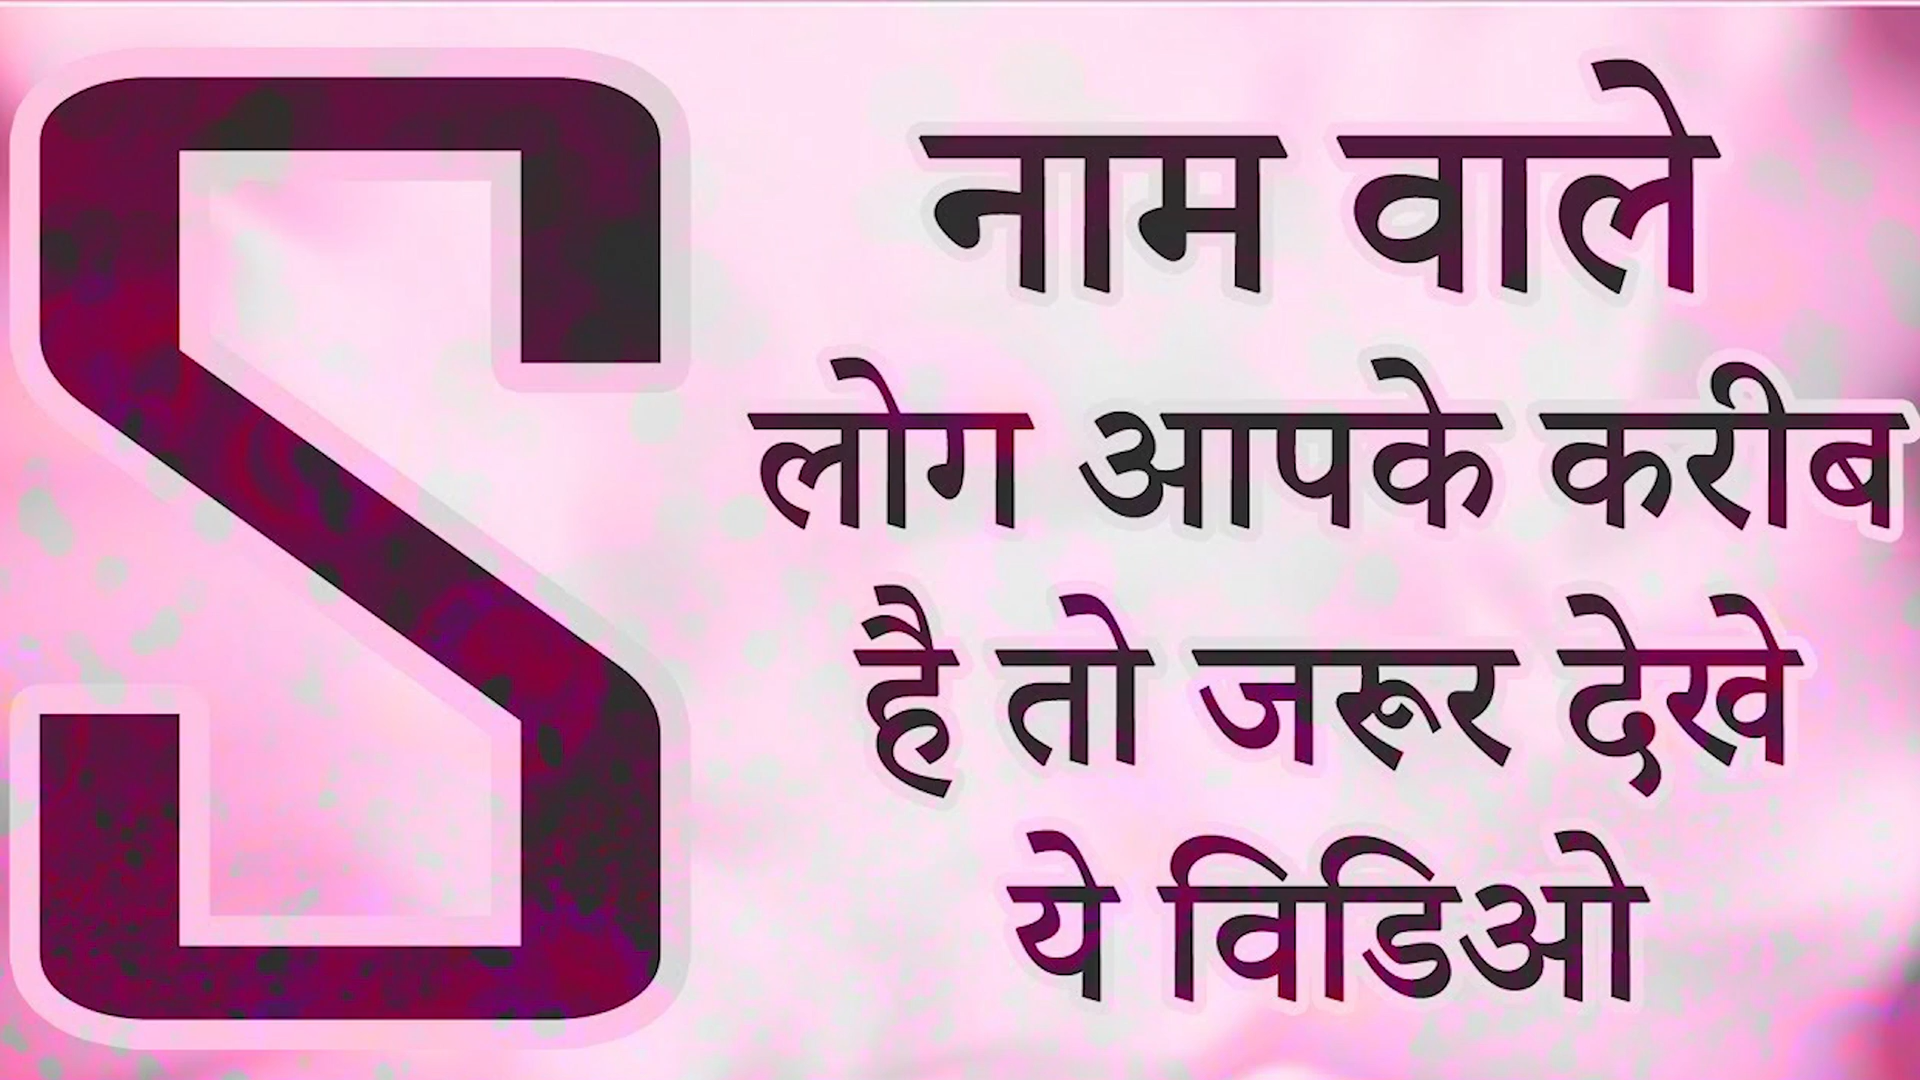 S नाम वाले
लोग आपके करीब
है तो जरूर देखे
ये विडिओ